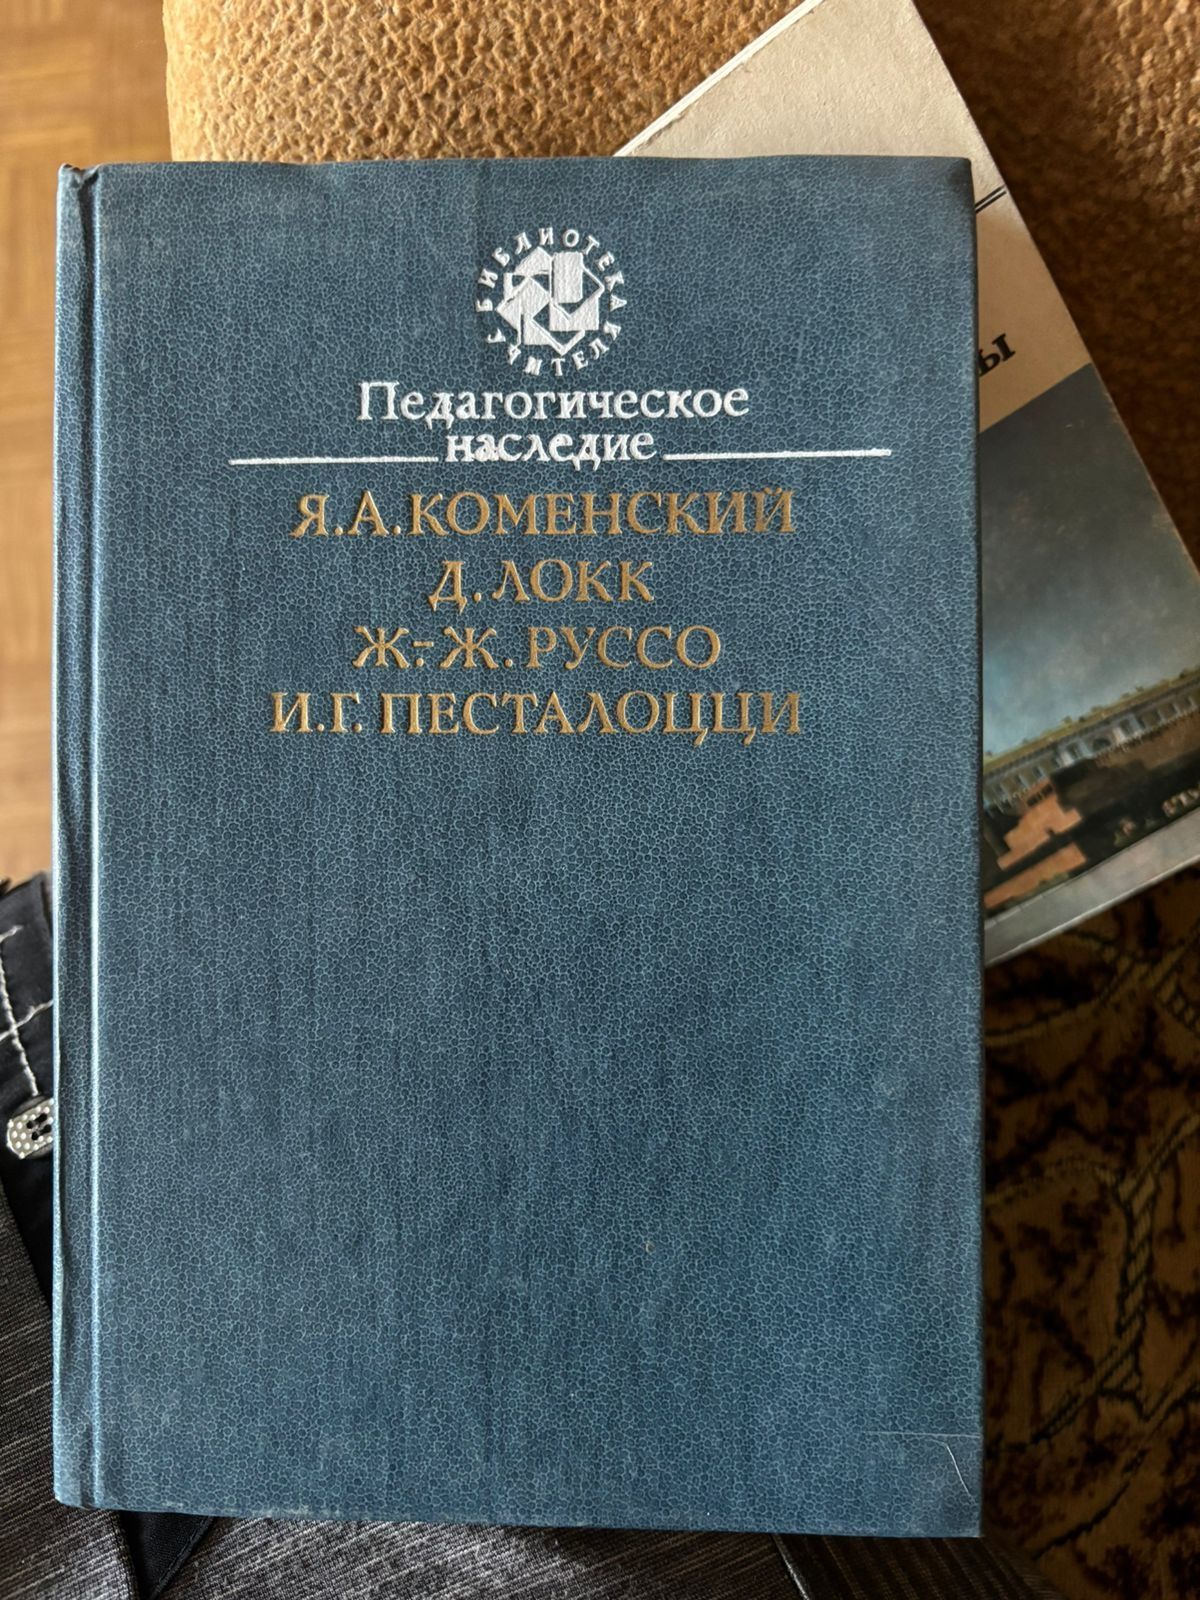 БИБЛИОТЕКА УЧИТЕЛЯ
Педагогическое
наследие
Я.А.КОМЕНСКИЙ
Д.ЛОКК
Ж.-Ж.РУССО
И.Г.ПЕСТАЛОЦЦИ